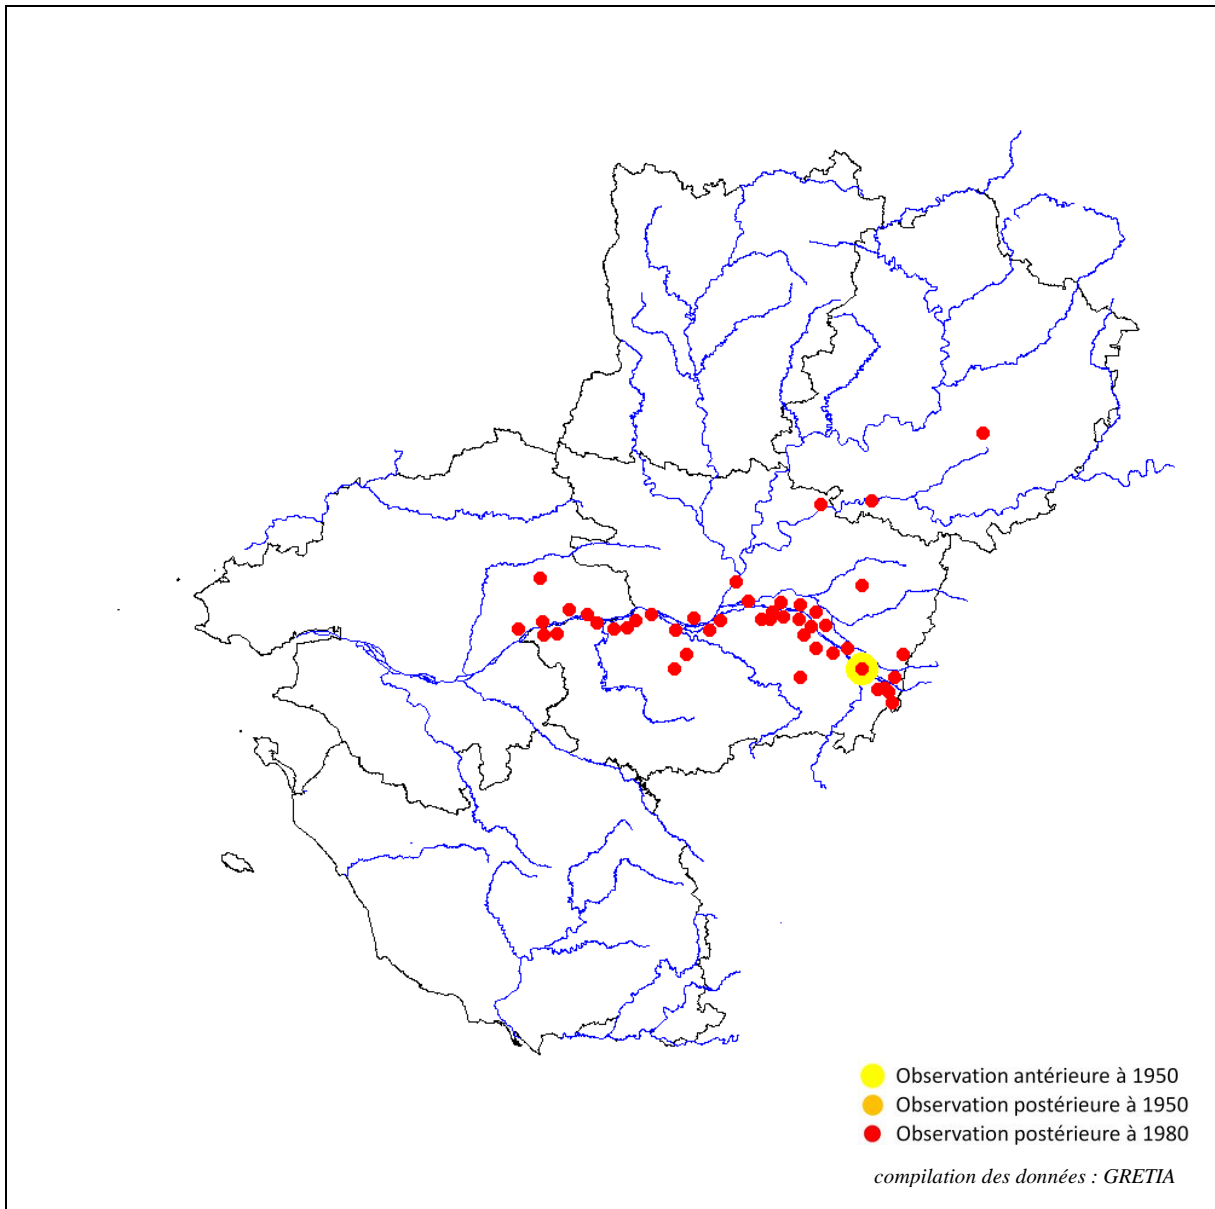 Observation antérieure à 1950
Observation postérieure à 1950
Observation postérieure à 1980
compilation des données : GRETIA